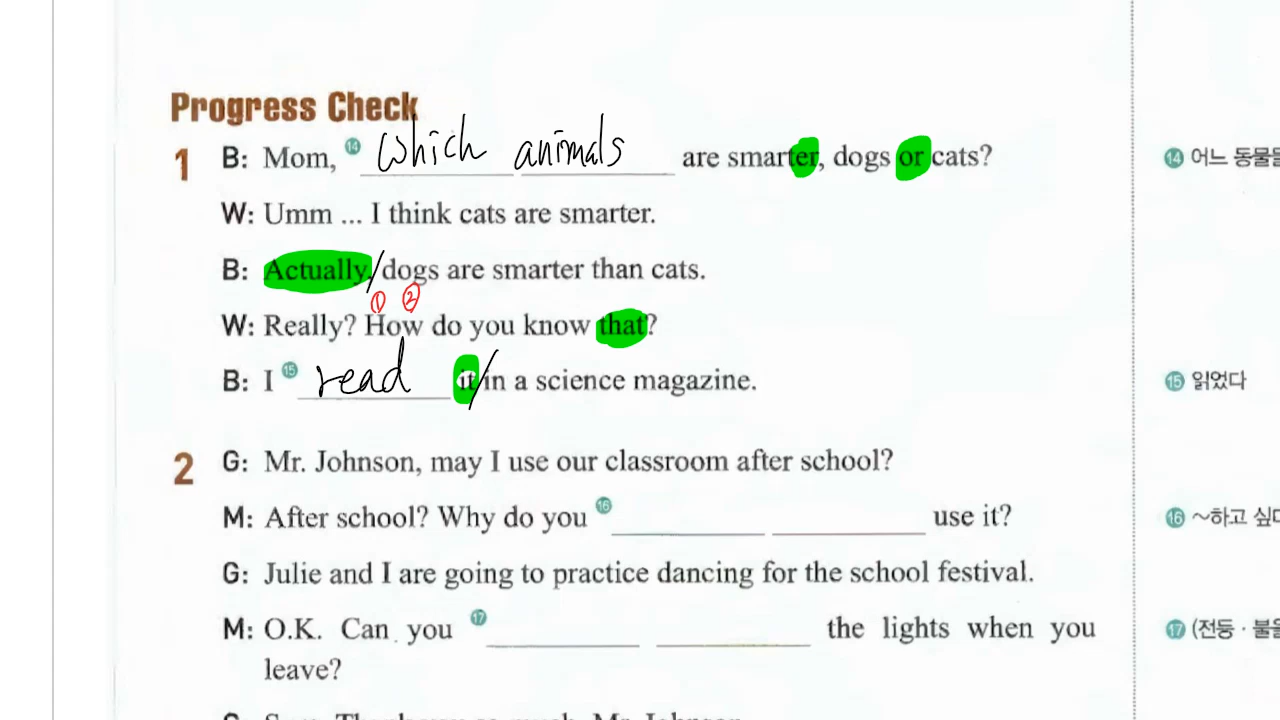 Progress Check
1 B: Mom, ⑭ which animals are smarter, dogs or cats? ⑭ 어느 동물들
W: Umm ... I think cats are smarter.
B: Actually, dogs are smarter than cats.
① ②
W: Really? How do you know that?
B: I ⑮ read it in a science magazine. ⑮ 읽었다
2 G: Mr. Johnson, may I use our classroom after school?
M: After school? Why do you ⑯ use it? ⑯ ~하고 싶다
G: Julie and I are going to practice dancing for the school festival.
M: O.K. Can you ⑰ the lights when you ⑰ (전등 · 불을
leave?